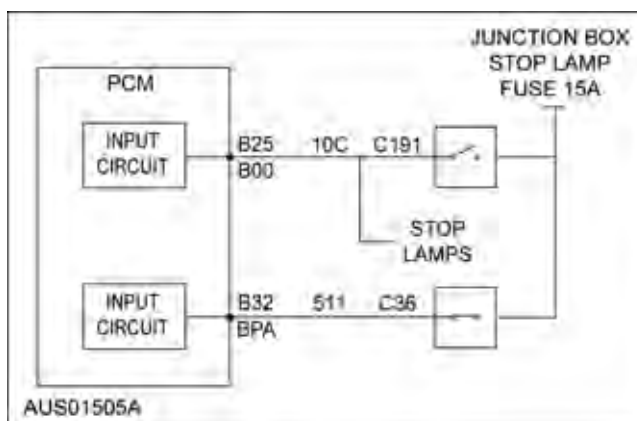 JUNCTION BOX
STOP LAMP
FUSE 15A
PCM
INPUT
CIRCUIT
B25 10C C191
B00
STOP
LAMPS
INPUT
CIRCUIT
B32 511 C36
BPA
AUS01505A